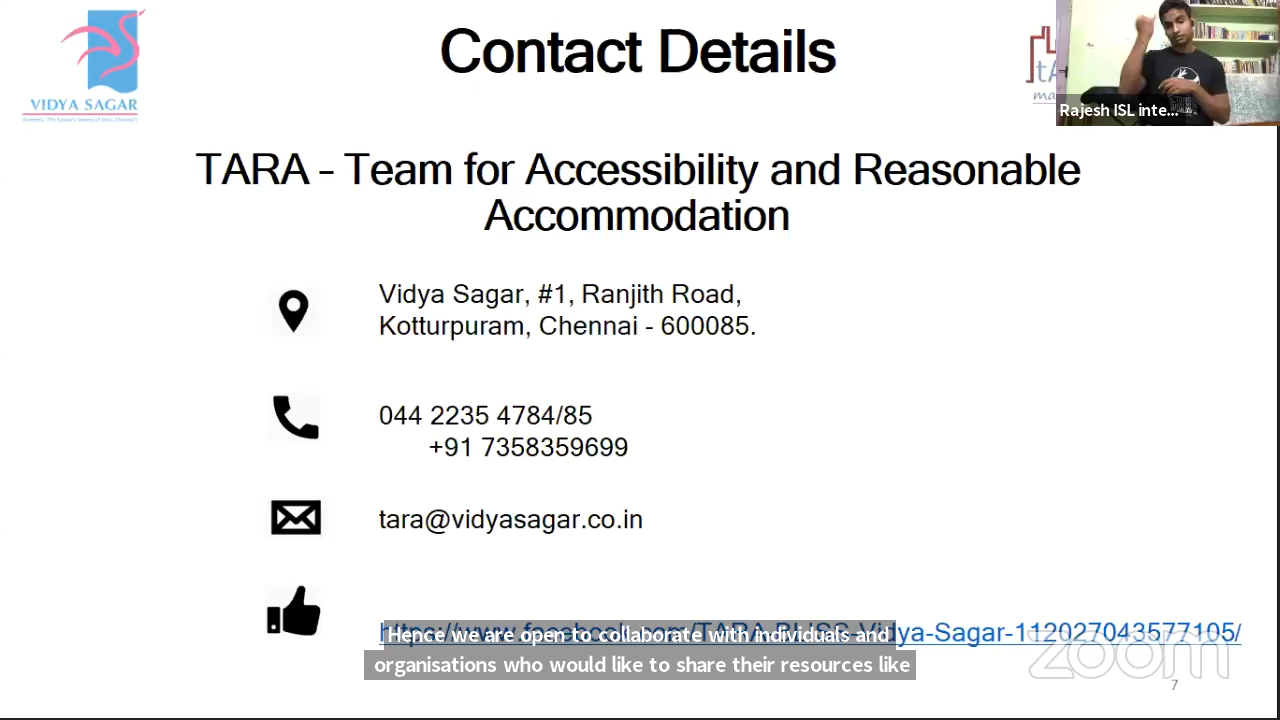 Contact Details
VIDYA SAGAR
Rajesh ISL inte...
TARA – Team for Accessibility and Reasonable
Accommodation
Vidya Sagar, #1, Ranjith Road,
Kotturpuram, Chennai - 600085.
044 2235 4784/85
+91 7358359699
tara@vidyasagar.co.in
https://www.facebook.com/TARA-BLISS-Vidya-Sagar-112027043577105/
Hence we are open to collaborate with individuals and
organisations who would like to share their resources like
zoom
7